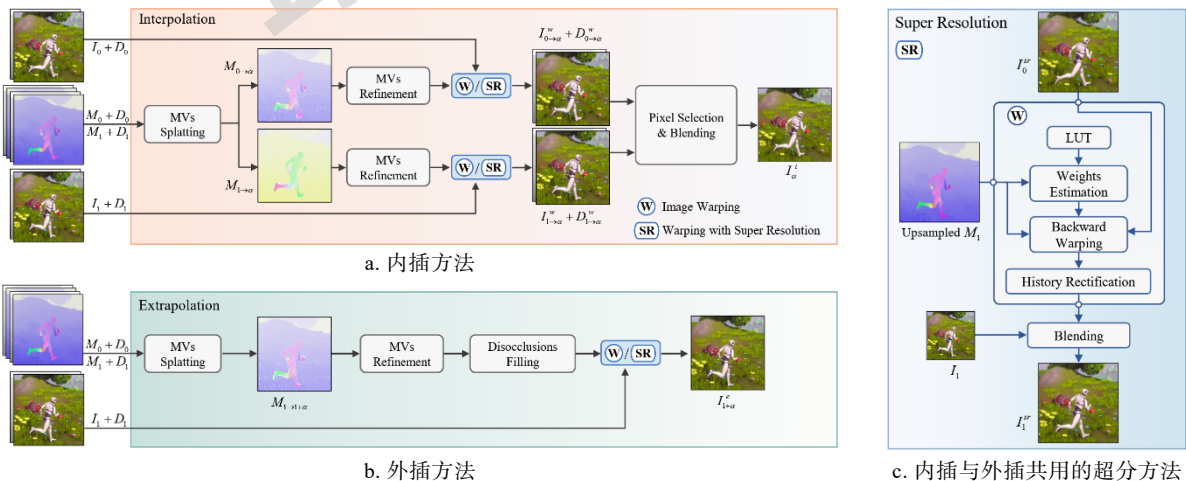 Interpolation
I_0 + D_0
M_0 + D_0
M_1 + D_1
I_1 + D_1
MVs
Splatting
M_{0→α}
M_{1→α}
MVs
Refinement
MVs
Refinement
W / SR
W / SR
I^w_{0→α} + D^w_{0→α}
I^w_{1→α} + D^w_{1→α}
Pixel Selection
& Blending
I^i_α
W Image Warping
SR Warping with Super Resolution
a. 内插方法
Extrapolation
M_0 + D_0
M_1 + D_1
I_1 + D_1
MVs
Splatting
M_{1→1+α}
MVs
Refinement
Disocclusions
Filling
W / SR
I^e_{1+α}
b. 外插方法
Super Resolution
SR
I^{sr}_0
W
LUT
Weights
Estimation
Upsampled M_1
Backward
Warping
History Rectification
I_1
Blending
I^{sr}_1
c. 内插与外插共用的超分方法